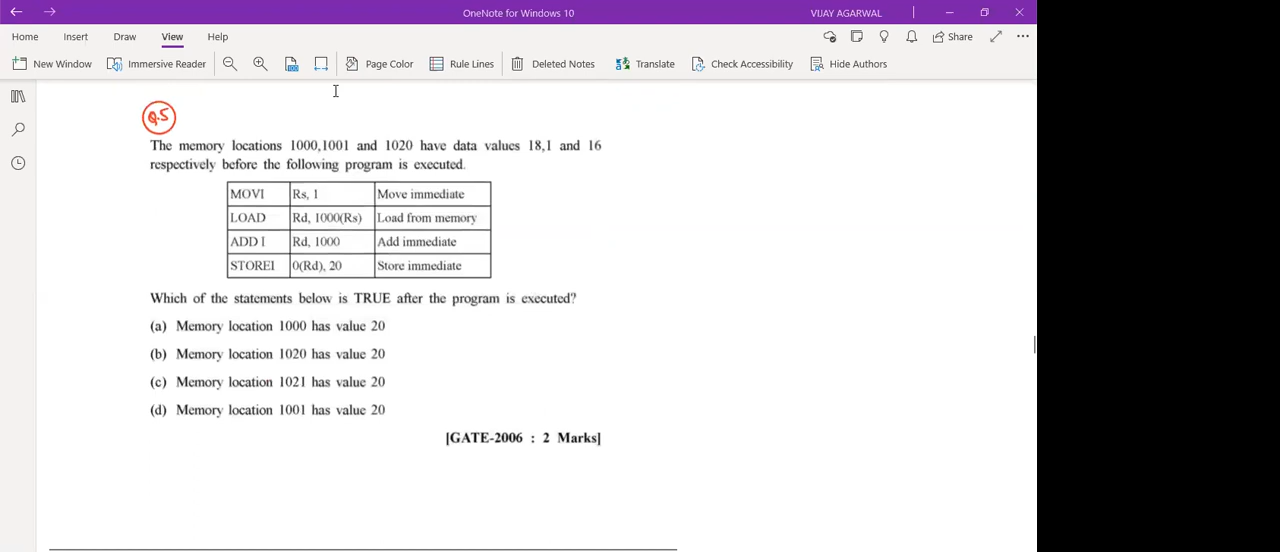 OneNote for Windows 10
VIJAY AGARWAL
Home Insert Draw View Help
Share
New Window Immersive Reader 100 Page Color Rule Lines Deleted Notes Translate Check Accessibility Hide Authors
Q.5
The memory locations 1000,1001 and 1020 have data values 18,1 and 16
respectively before the following program is executed.
MOVI Rs, 1 Move immediate
LOAD Rd, 1000(Rs) Load from memory
ADD I Rd, 1000 Add immediate
STOREI 0(Rd), 20 Store immediate
Which of the statements below is TRUE after the program is executed?
(a) Memory location 1000 has value 20
(b) Memory location 1020 has value 20
(c) Memory location 1021 has value 20
(d) Memory location 1001 has value 20
[GATE-2006 : 2 Marks]